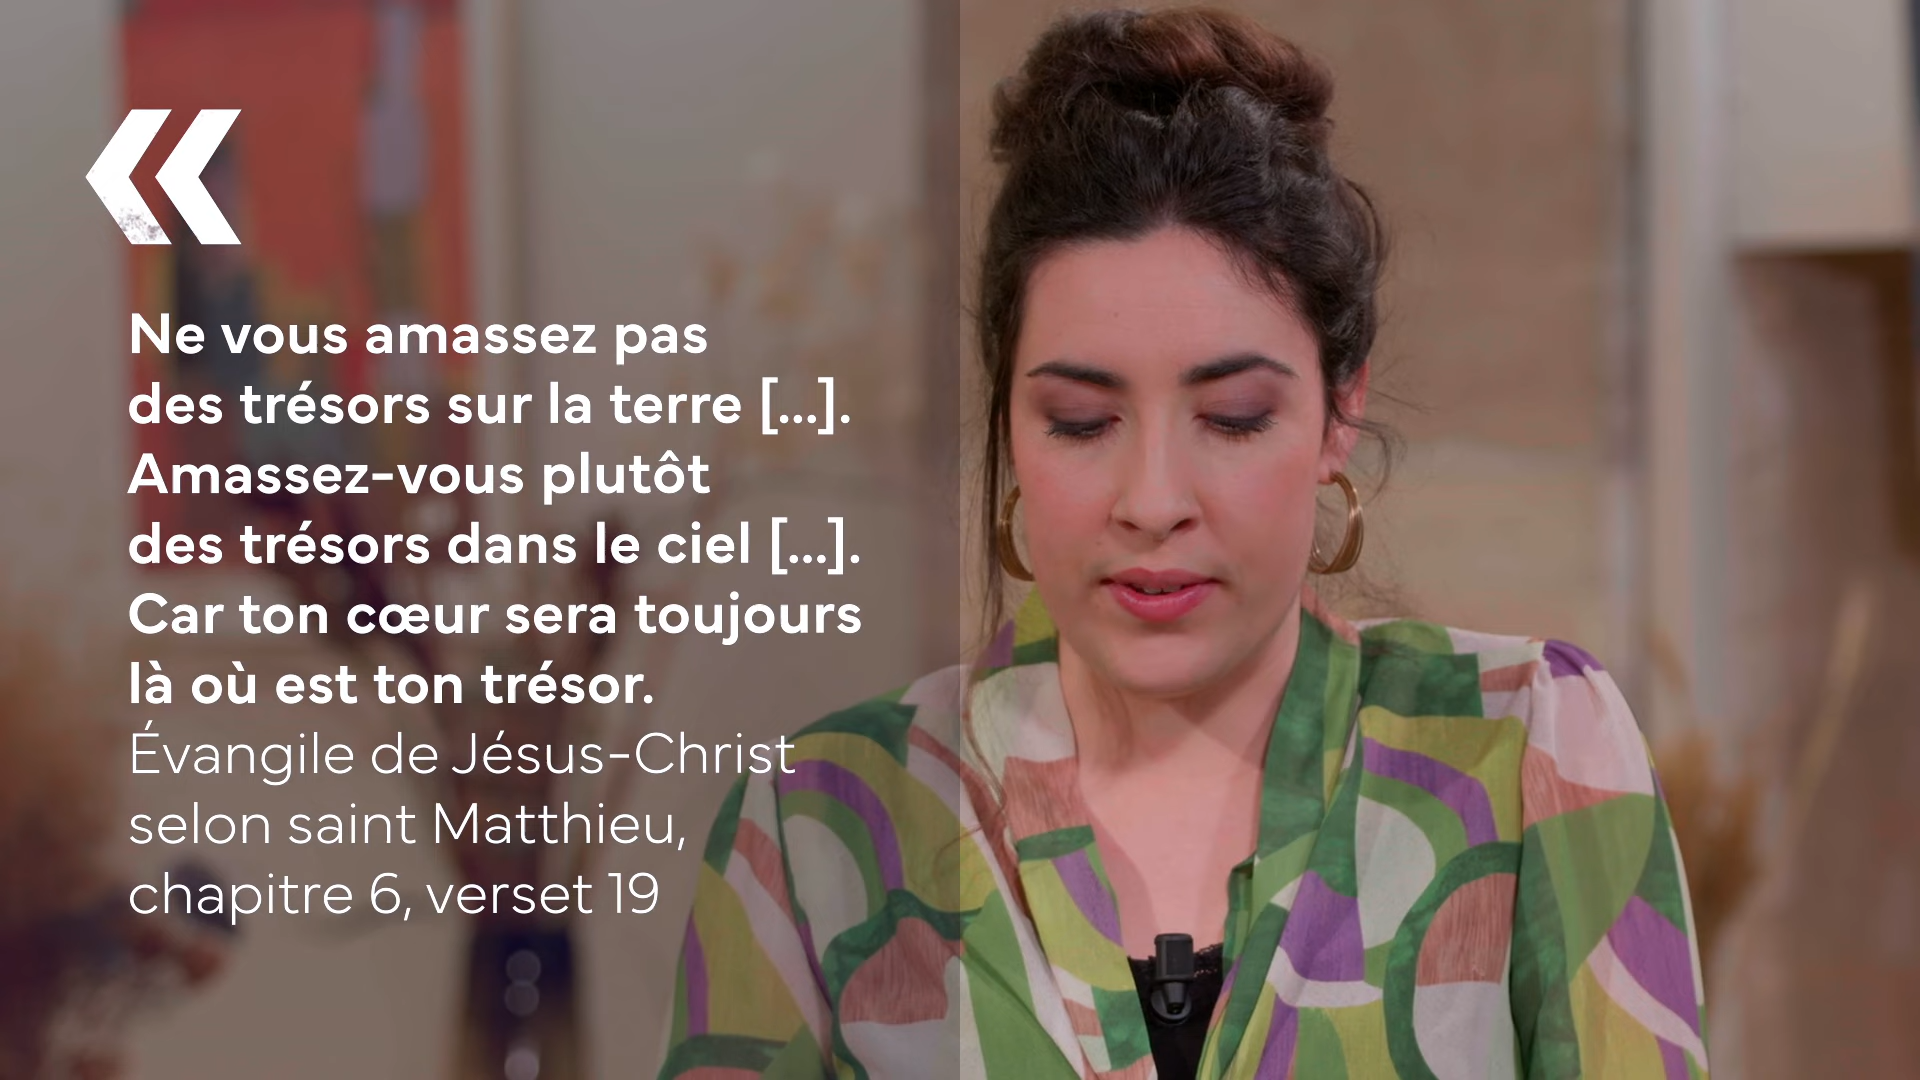 «
Ne vous amassez pas
des trésors sur la terre [...].
Amassez-vous plutôt
des trésors dans le ciel [...].
Car ton cœur sera toujours
là où est ton trésor.
Évangile de Jésus-Christ
selon saint Matthieu,
chapitre 6, verset 19